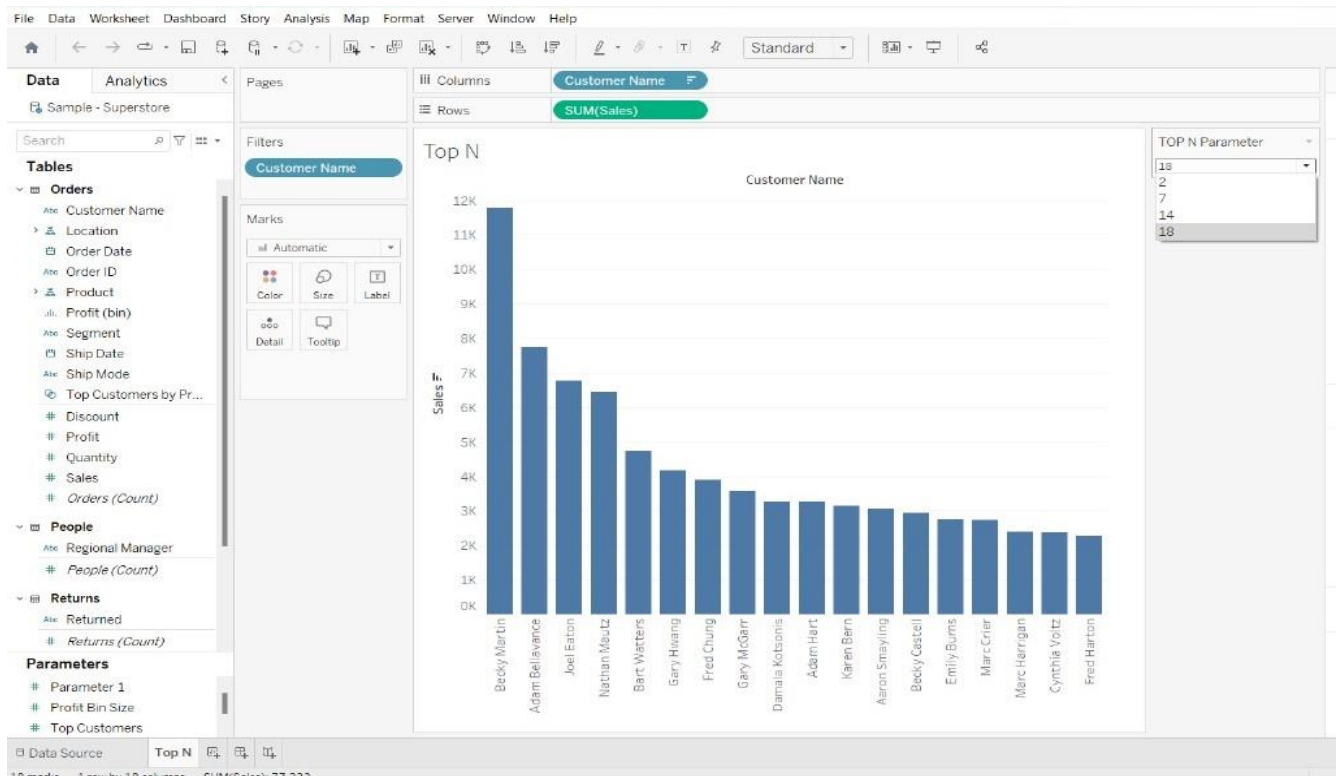 File Data Worksheet Dashboard Story Analysis Map Format Server Window Help
Standard
Data Analytics
Sample - Superstore
Search
Tables
Orders
Abc Customer Name
Location
Order Date
Abc Order ID
Product
Profit (bin)
Abc Segment
Ship Date
Abc Ship Mode
Top Customers by Pr...
# Discount
# Profit
# Quantity
# Sales
# Orders (Count)
People
Abc Regional Manager
# People (Count)
Returns
Abc Returned
# Returns (Count)
Parameters
# Parameter 1
# Profit Bin Size
# Top Customers
Pages
Filters
Customer Name
Marks
Automatic
Color Size Label
Detail Tooltip
Columns Customer Name
Rows SUM(Sales)
Top N
Customer Name
Sales
12K
11K
10K
9K
8K
7K
6K
5K
4K
3K
2K
1K
0K
Becky Martin
Adam Bellavance
Joel Eaton
Nathan Mautz
Bart Watters
Gary Hwang
Fred Chung
Gary McGarr
Damala Kotsonis
Adam Hart
Karen Bern
Aaron Smayling
Becky Castell
Emily Burns
Marc Crier
Marc Harrigan
Cynthia Voltz
Fred Harton
TOP N Parameter
18
2
7
14
18
Data Source Top N